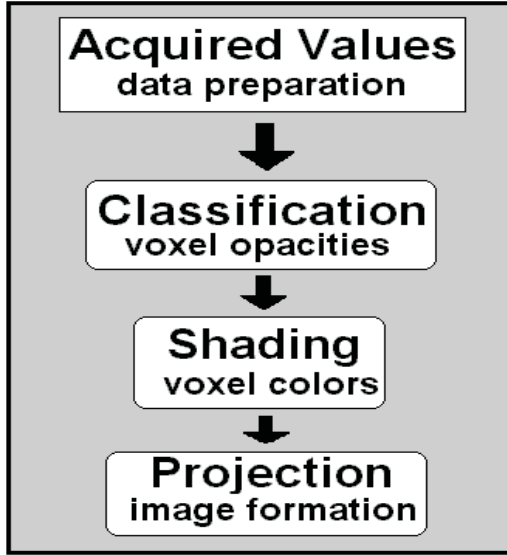 Acquired Values
data preparation
Classification
voxel opacities
Shading
voxel colors
Projection
image formation